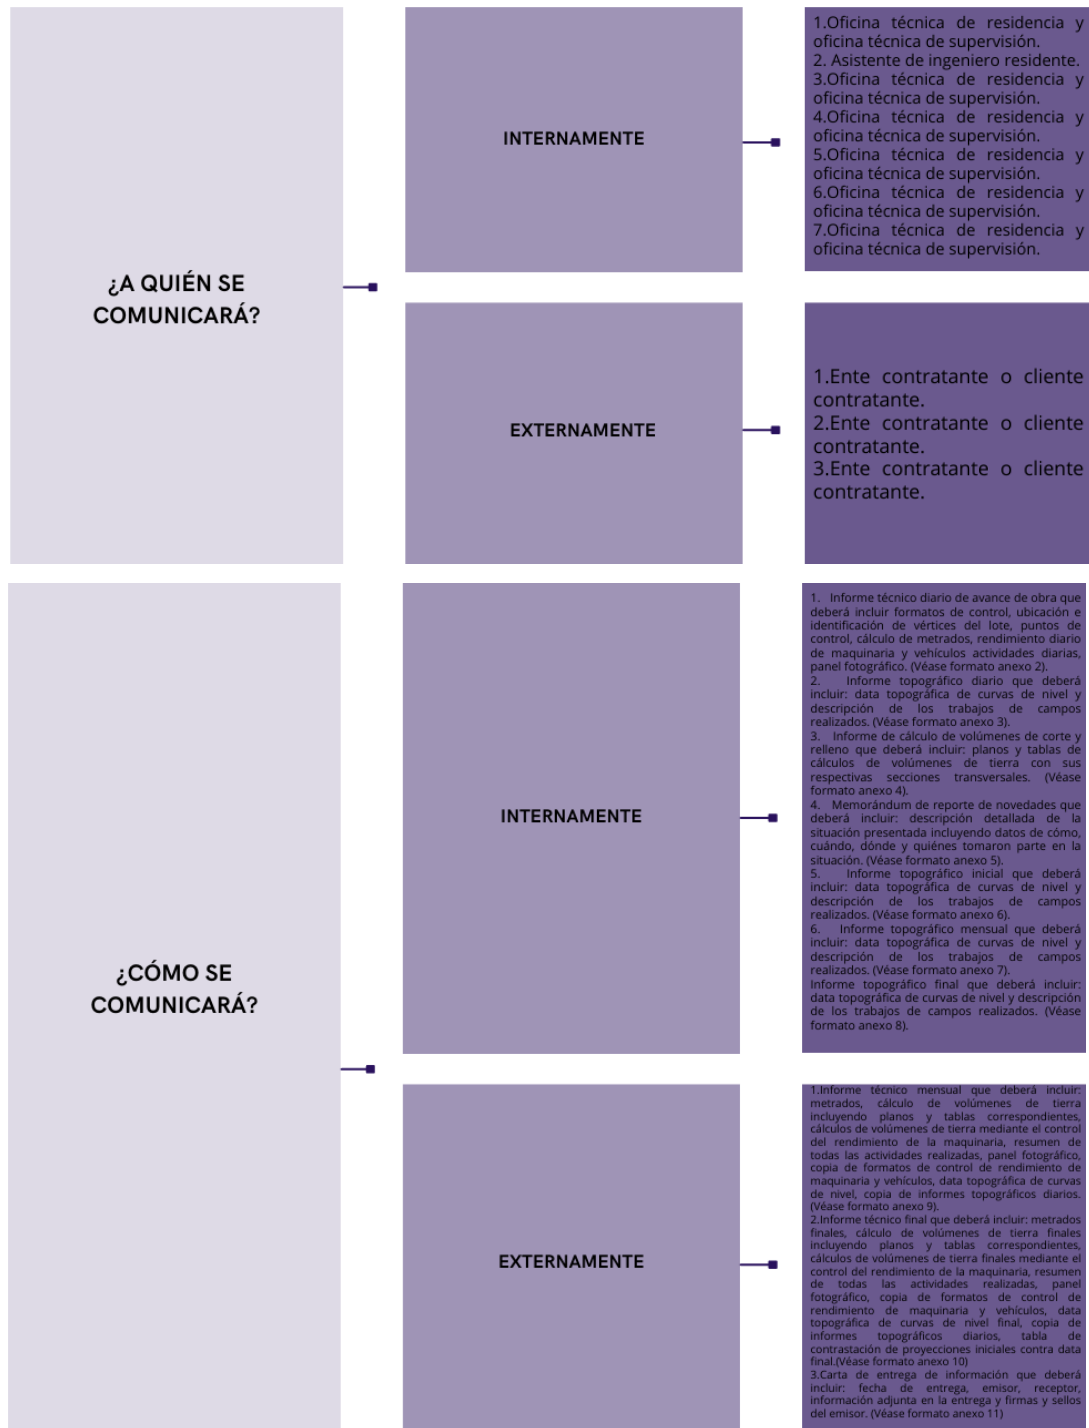 ¿A QUIÉN SE
COMUNICARÁ?
INTERNAMENTE
1.Oficina técnica de residencia y
oficina técnica de supervisión.
2. Asistente de ingeniero residente.
3.Oficina técnica de residencia y
oficina técnica de supervisión.
4.Oficina técnica de residencia y
oficina técnica de supervisión.
5.Oficina técnica de residencia y
oficina técnica de supervisión.
6.Oficina técnica de residencia y
oficina técnica de supervisión.
7.Oficina técnica de residencia y
oficina técnica de supervisión.
EXTERNAMENTE
1.Ente contratante o cliente
contratante.
2.Ente contratante o cliente
contratante.
3.Ente contratante o cliente
contratante.
¿CÓMO SE
COMUNICARÁ?
INTERNAMENTE
1. Informe técnico diario de avance de obra que
deberá incluir formatos de control, ubicación e
identificación de vértices del lote, puntos de
control, cálculo de metrados, rendimiento diario
de maquinaria y vehículos actividades diarias,
panel fotográfico. (Véase formato anexo 2).
2. Informe topográfico diario que deberá
incluir: data topográfica de curvas de nivel y
descripción de los trabajos de campos
realizados. (Véase formato anexo 3).
3. Informe de cálculo de volúmenes de corte y
relleno que deberá incluir: planos y tablas de
cálculos de volúmenes de tierra con sus
respectivas secciones transversales. (Véase
formato anexo 4).
4. Memorándum de reporte de novedades que
deberá incluir: descripción detallada de la
situación presentada incluyendo datos de cómo,
cuándo, dónde y quiénes tomaron parte en la
situación. (Véase formato anexo 5).
5. Informe topográfico inicial que deberá
incluir: data topográfica de curvas de nivel y
descripción de los trabajos de campos
realizados. (Véase formato anexo 6).
6. Informe topográfico mensual que deberá
incluir: data topográfica de curvas de nivel y
descripción de los trabajos de campos
realizados. (Véase formato anexo 7).
Informe topográfico final que deberá incluir:
data topográfica de curvas de nivel y descripción
de los trabajos de campos realizados. (Véase
formato anexo 8).
EXTERNAMENTE
1.Informe técnico mensual que deberá incluir:
metrados, cálculo de volúmenes de tierra
incluyendo planos y tablas correspondientes,
cálculos de volúmenes de tierra mediante el control
del rendimiento de la maquinaria, resumen de
todas las actividades realizadas, panel fotográfico,
copia de formatos de control de rendimiento de
maquinaria y vehículos, data topográfica de curvas
de nivel, copia de informes topográficos diarios.
(Véase formato anexo 9).
2.Informe técnico final que deberá incluir: metrados
finales, cálculo de volúmenes de tierra finales
incluyendo planos y tablas correspondientes,
cálculos de volúmenes de tierra finales mediante el
control del rendimiento de la maquinaria, resumen
de todas las actividades realizadas, panel
fotográfico, copia de formatos de control de
rendimiento de maquinaria y vehículos, data
topográfica de curvas de nivel final, copia de
informes topográficos diarios, tabla de
contrastación de proyecciones iniciales contra data
final.(Véase formato anexo 10)
3.Carta de entrega de información que deberá
incluir: fecha de entrega, emisor, receptor,
información adjunta en la entrega y firmas y sellos
del emisor. (Véase formato anexo 11)